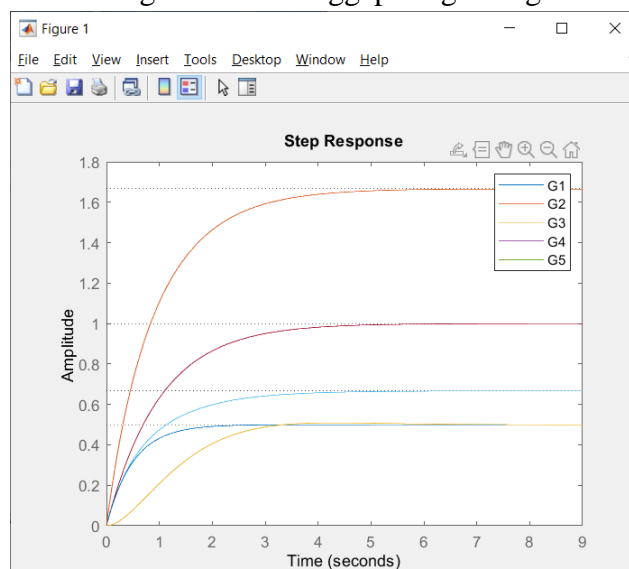 Figure 1
File Edit View Insert Tools Desktop Window Help
Step Response
1.8
1.6
1.4
1.2
1
0.8
0.6
0.4
0.2
0
Amplitude
G1
G2
G3
G4
G5
0 1 2 3 4 5 6 7 8 9
Time (seconds)